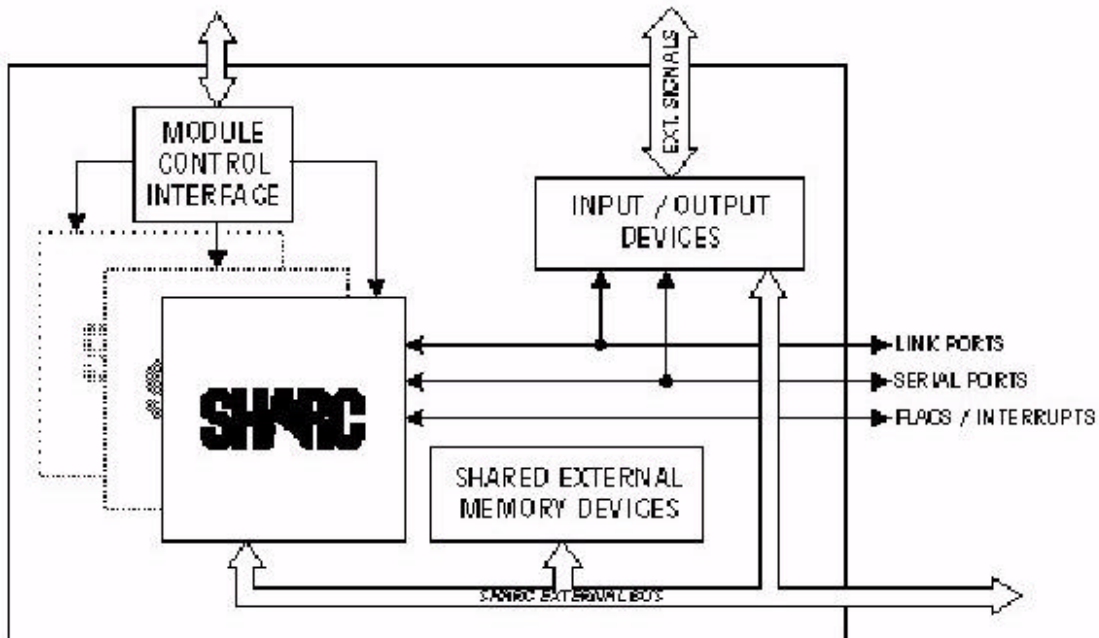 EXT. SIGNALS
MODULE
CONTROL
INTERFACE
INPUT / OUTPUT
DEVICES
LINK PORTS
SERIAL PORTS
FLAGS / INTERRUPTS
SHARC
SHARED EXTERNAL
MEMORY DEVICES
SHARC EXTERNAL BUS